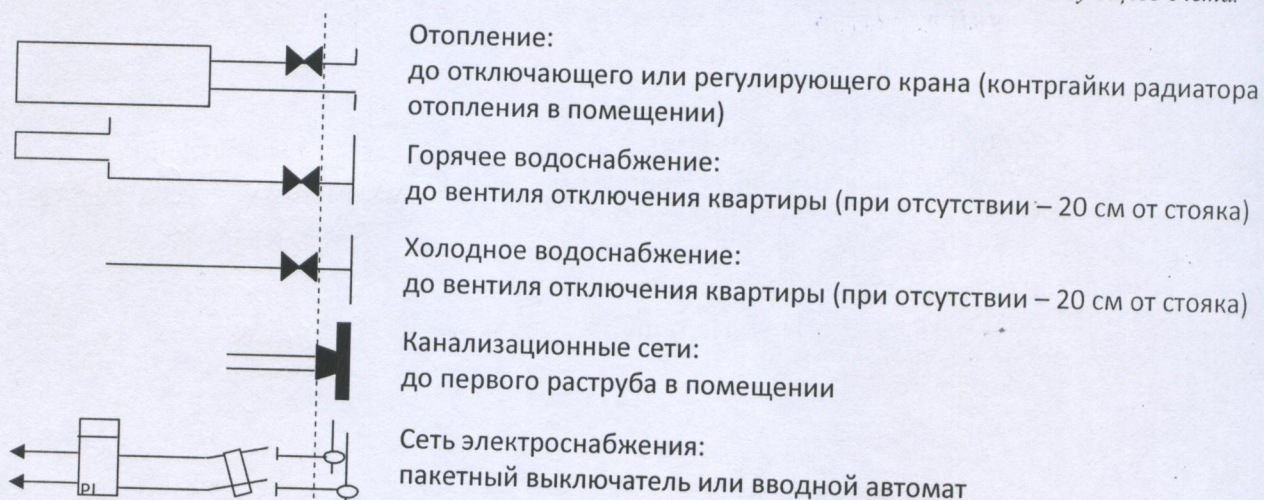 Отопление:
до отключающего или регулирующего крана (контргайки радиатора
отопления в помещении)
Горячее водоснабжение:
до вентиля отключения квартиры (при отсутствии – 20 см от стояка)
Холодное водоснабжение:
до вентиля отключения квартиры (при отсутствии – 20 см от стояка)
Канализационные сети:
до первого раструба в помещении
Сеть электроснабжения:
PI
пакетный выключатель или вводной автомат